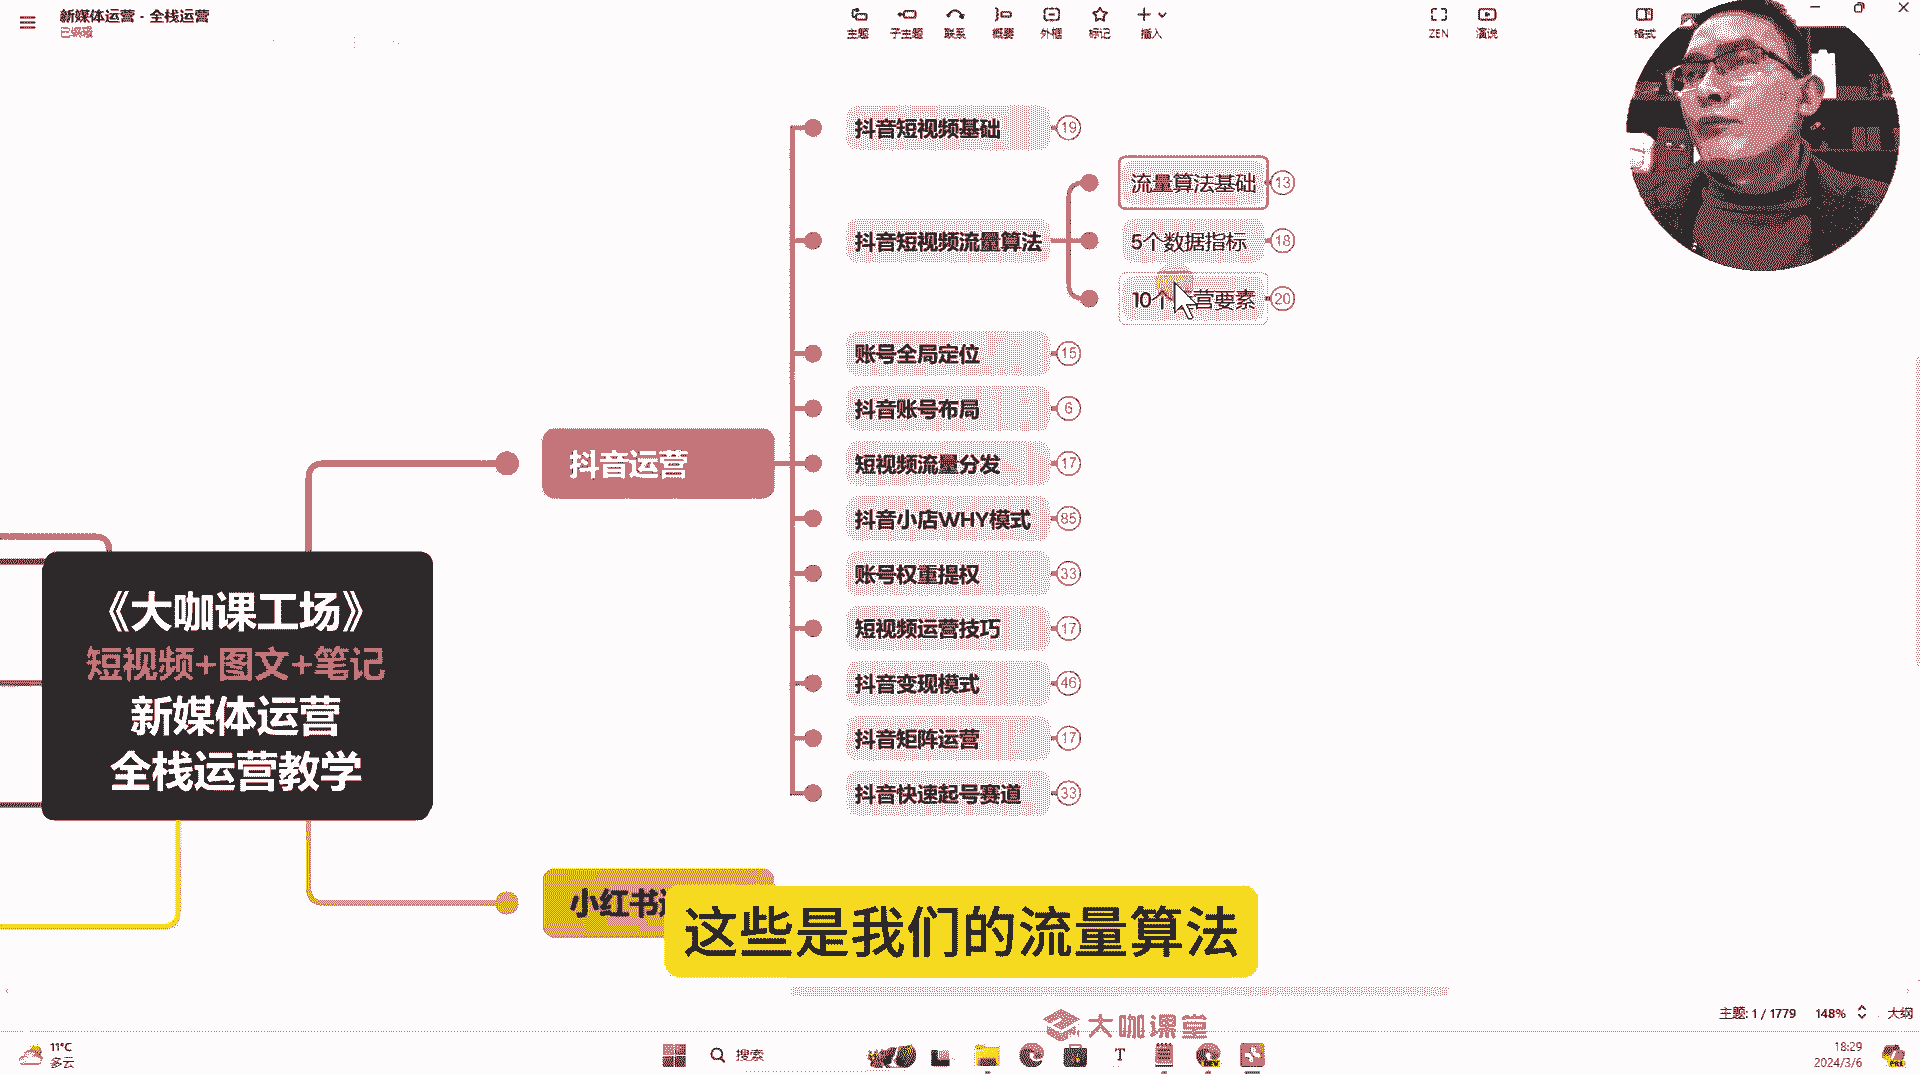 新媒体运营 - 全栈运营
已编辑
主题
子主题
联系
概要
外框
标记
插入
ZEN
演说
格式
抖音短视频基础
19
流量算法基础
13
抖音短视频流量算法
5个数据指标
18
10个
营要素
20
账号全局定位
15
抖音账号布局
6
抖音运营
短视频流量分发
17
抖音小店WHY模式
85
账号权重提权
33
《大咖课工场》
短视频+图文+笔记
新媒体运营
全栈运营教学
短视频运营技巧
17
抖音变现模式
46
抖音矩阵运营
17
抖音快速起号赛道
33
小红书
这些是我们的流量算法
主题: 1 / 1779
148%
大纲
大咖课堂
11°C
多云
搜索
18:29
2024/3/6